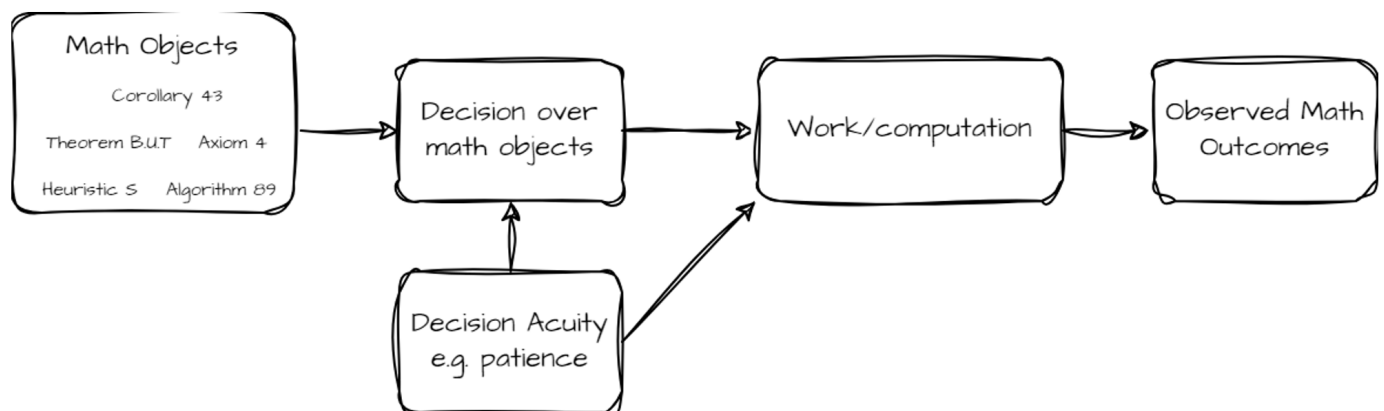 Math Objects
Corollary 43
Theorem B.U.T Axiom 4
Heuristic S Algorithm 89
Decision over
math objects
Work/computation
Observed Math
Outcomes
Decision Acuity
e.g. patience